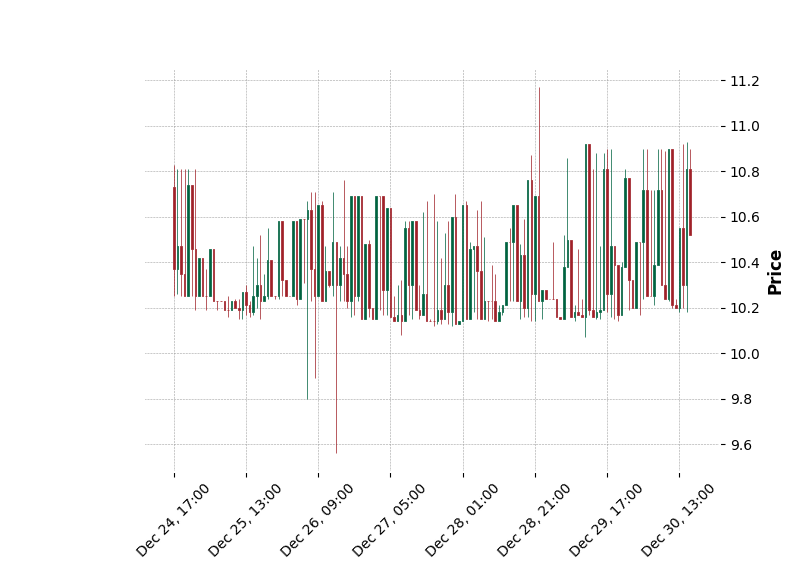 11.2
11.0
10.8
10.6
10.4
10.2
10.0
9.8
9.6
Price
Dec 24, 17:00
Dec 25, 13:00
Dec 26, 09:00
Dec 27, 05:00
Dec 28, 01:00
Dec 28, 21:00
Dec 29, 17:00
Dec 30, 13:00